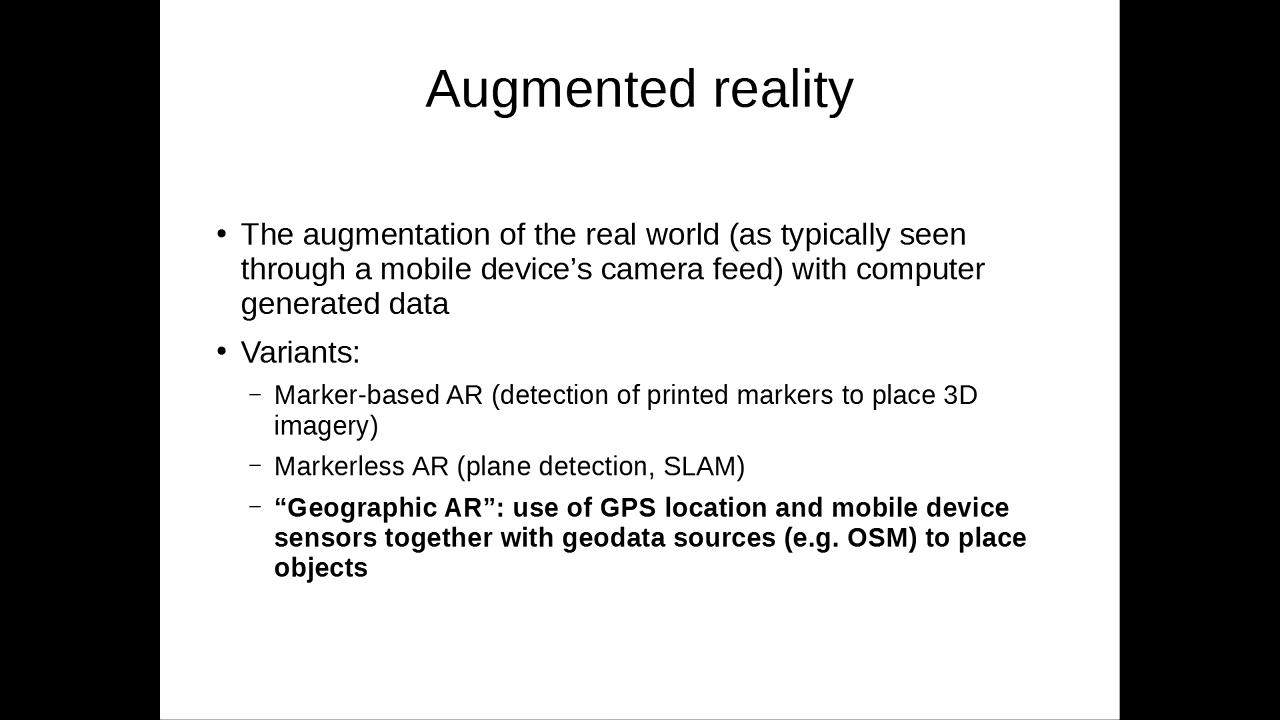 Augmented reality
• The augmentation of the real world (as typically seen
through a mobile device’s camera feed) with computer
generated data
• Variants:
– Marker-based AR (detection of printed markers to place 3D
imagery)
– Markerless AR (plane detection, SLAM)
– “Geographic AR”: use of GPS location and mobile device
sensors together with geodata sources (e.g. OSM) to place
objects